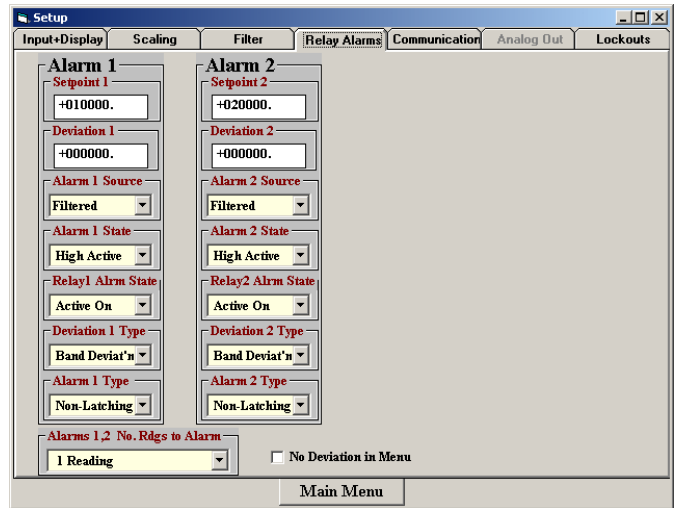 Setup
Input+Display Scaling Filter Relay Alarms Communication Analog Out Lockouts
Alarm 1 Alarm 2
Setpoint 1 Setpoint 2
+010000. +020000.
Deviation 1 Deviation 2
+000000. +000000.
Alarm 1 Source Alarm 2 Source
Filtered Filtered
Alarm 1 State Alarm 2 State
High Active High Active
Relay1 Alrm State Relay2 Alrm State
Active On Active On
Deviation 1 Type Deviation 2 Type
Band Deviat'n Band Deviat'n
Alarm 1 Type Alarm 2 Type
Non-Latching Non-Latching
Alarms 1,2 No. Rdgs to Alarm
1 Reading No Deviation in Menu
Main Menu